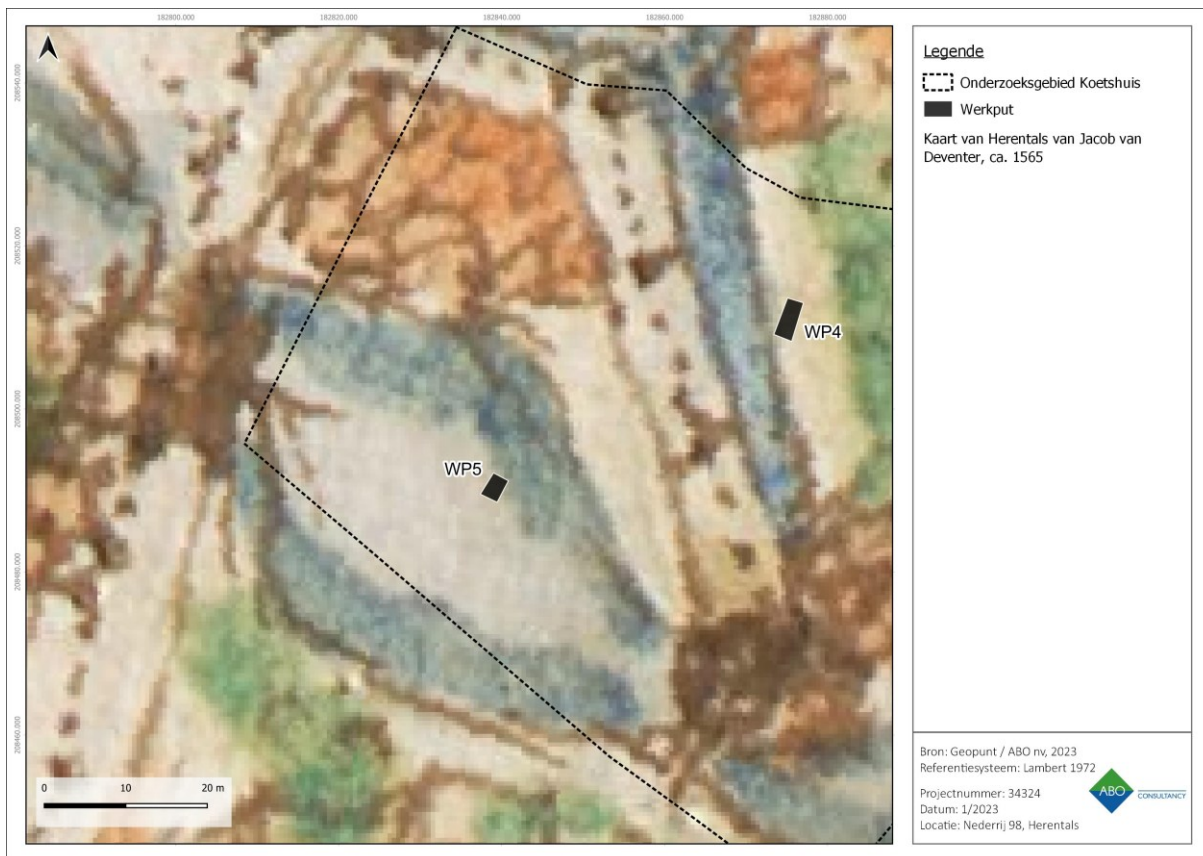 182800.000
182820.000
182840.000
182860.000
182880.000
208540.000
208520.000
208500.000
208480.000
208460.000
WP4
WP5
0 10 20 m
Legende
Onderzoeksgebied Koetshuis
Werkput
Kaart van Herentals van Jacob van
Deventer, ca. 1565
Bron: Geopunt / ABO nv, 2023
Referentiesysteem: Lambert 1972
Projectnummer: 34324
Datum: 1/2023
Locatie: Nederrij 98, Herentals
ABO
CONSULTANCY